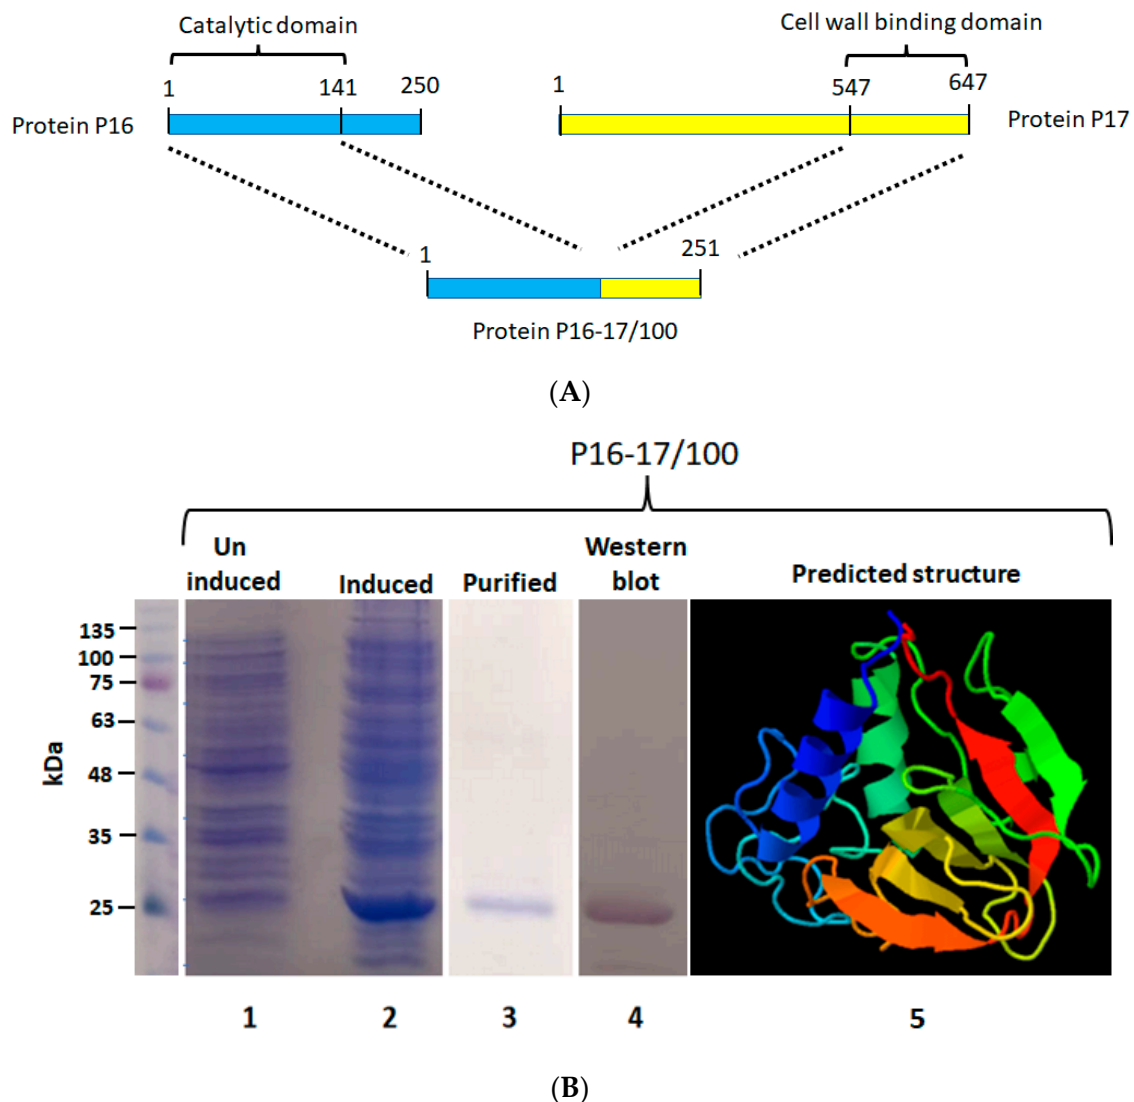 Catalytic domain
Cell wall binding domain
1 141 250
1 547 647
Protein P16
Protein P17
1 251
Protein P16-17/100
(A)
P16-17/100
Un
induced
Induced
Purified
Western
blot
Predicted structure
kDa
135
100
75
63
48
35
25
1 2 3 4 5
(B)